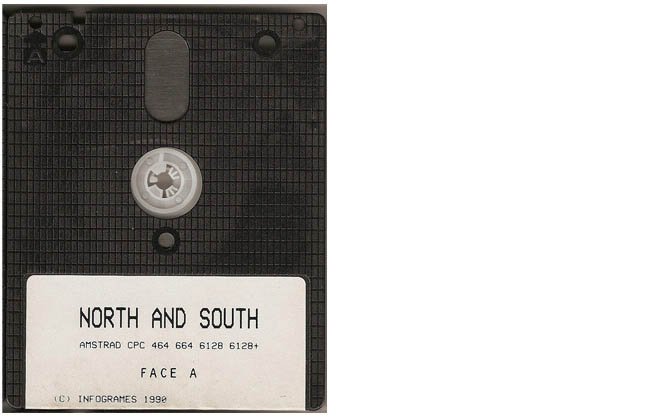 A
NORTH AND SOUTH
AMSTRAD CPC 464 664 6128 6128+
FACE A
(C) INFOGRAMES 1990